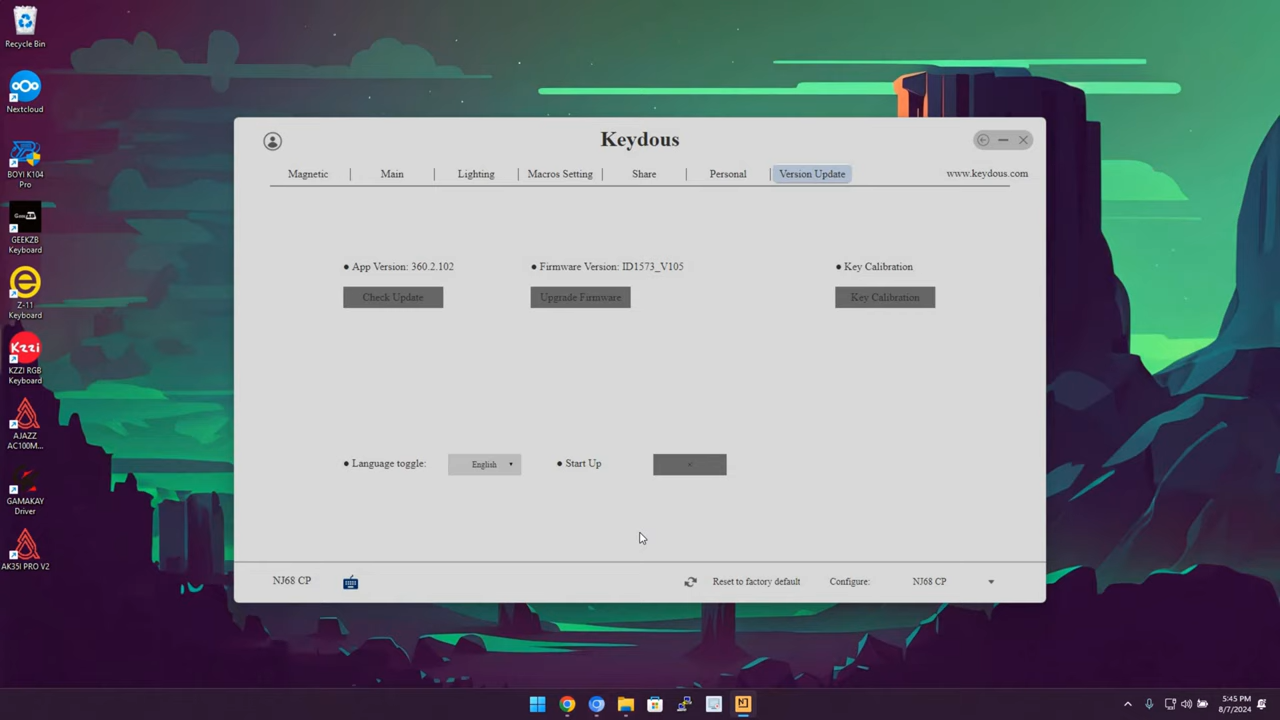 Recycle Bin
Nextcloud
BOYI K104
Pro
GEEKZB
Keyboard
Z-11
Keyboard
Kzzi
KZZI RGB
Keyboard
AJAZZ
AC100M...
GAMAKAY
Driver
AK35I PRO V2
Keydous
Magnetic
Main
Lighting
Macros Setting
Share
Personal
Version Update
www.keydous.com
● App Version: 360.2.102
● Firmware Version: ID1573_V105
● Key Calibration
Check Update
Upgrade Firmware
Key Calibration
● Language toggle:
English
● Start Up
NJ68 CP
Reset to factory default
Configure:
NJ68 CP
5:45 PM
8/7/2024